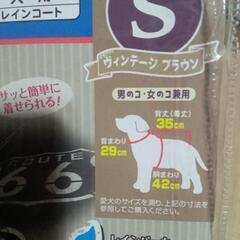 レインコート
S
ヴィンテージ ブラウン
サッと簡単に
着せられる!
男のコ・女のコ兼用
背丈(着丈)
35cm
首まわり
29cm
胴まわり
42cm
愛犬のサイズを測り、上記の寸法を
参照してご購入ください。
ROUTE
66